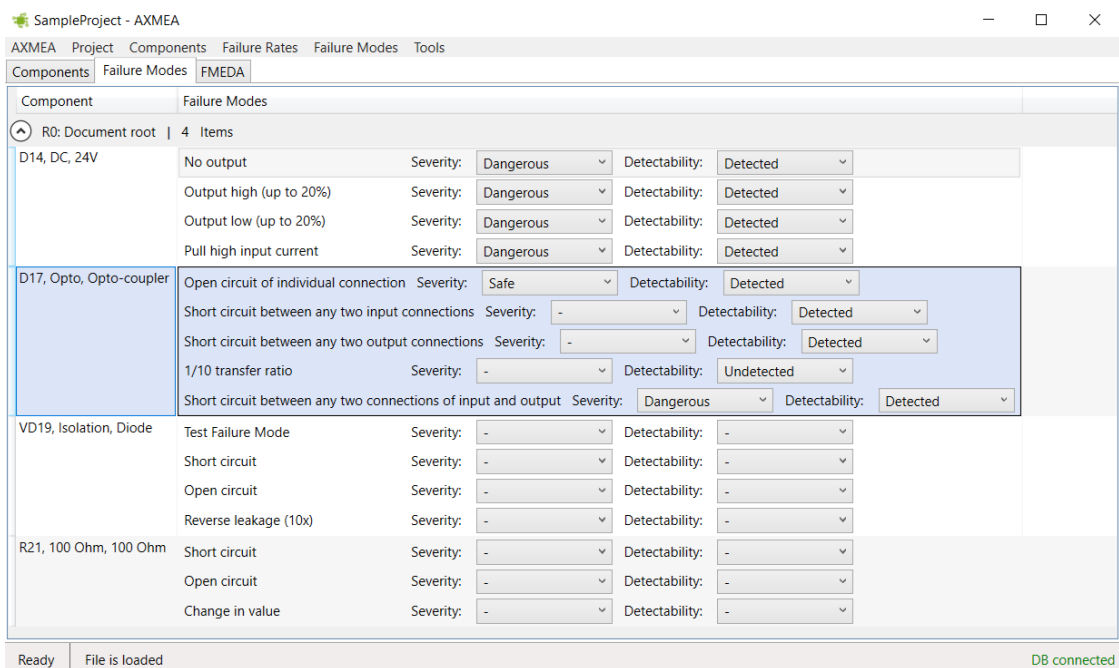 SampleProject - AXMEA
AXMEA Project Components Failure Rates Failure Modes Tools
Components Failure Modes FMEDA
Component Failure Modes
R0: Document root | 4 Items
D14, DC, 24V No output Severity: Dangerous Detectability: Detected
Output high (up to 20%) Severity: Dangerous Detectability: Detected
Output low (up to 20%) Severity: Dangerous Detectability: Detected
Pull high input current Severity: Dangerous Detectability: Detected
D17, Opto, Opto-coupler Open circuit of individual connection Severity: Safe Detectability: Detected
Short circuit between any two input connections Severity: - Detectability: Detected
Short circuit between any two output connections Severity: - Detectability: Detected
1/10 transfer ratio Severity: - Detectability: Undetected
Short circuit between any two connections of input and output Severity: Dangerous Detectability: Detected
VD19, Isolation, Diode Test Failure Mode Severity: - Detectability: -
Short circuit Severity: - Detectability: -
Open circuit Severity: - Detectability: -
Reverse leakage (10x) Severity: - Detectability: -
R21, 100 Ohm, 100 Ohm Short circuit Severity: - Detectability: -
Open circuit Severity: - Detectability: -
Change in value Severity: - Detectability: -
Ready File is loaded DB connected